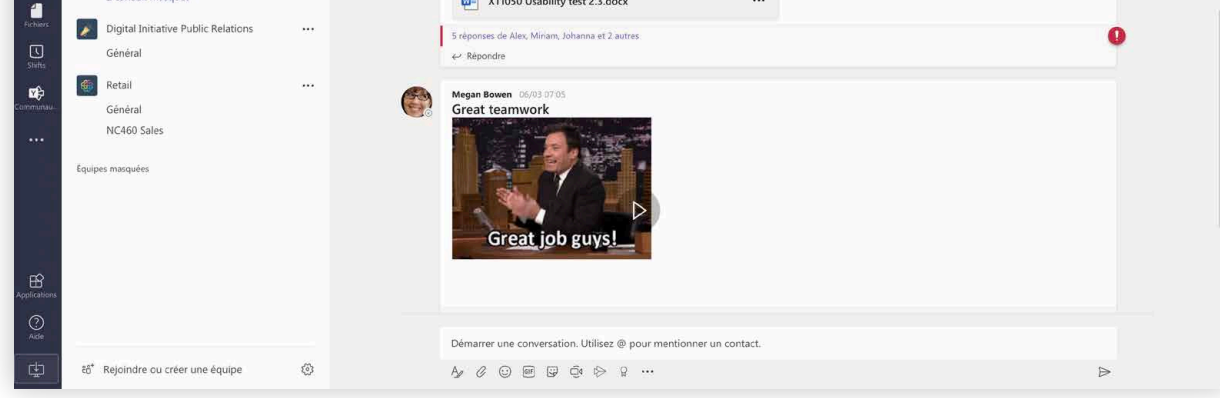 Fichiers
Shifts
Communau...
Applications
Aide
Digital Initiative Public Relations
Général
Retail
Général
NC460 Sales
Équipes masquées
Rejoindre ou créer une équipe
XT1050 Usability test 2.3.docx
5 réponses de Alex, Miriam, Johanna et 2 autres
Répondre
Megan Bowen 06/03 07:05
Great teamwork
Great job guys!
Démarrer une conversation. Utilisez @ pour mentionner un contact.
GIF